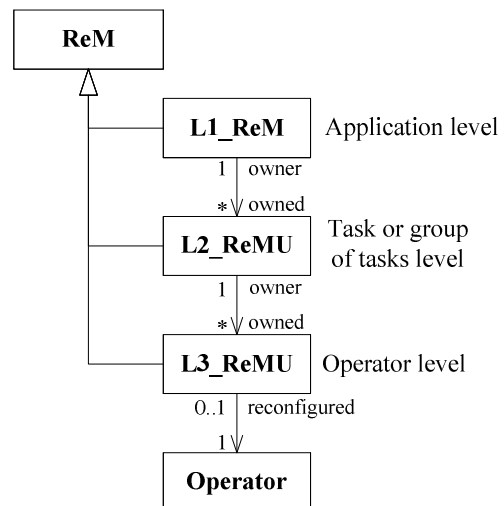 ReM
L1_ReM
Application level
1 owner
* owned
L2_ReMU
Task or group
of tasks level
1 owner
* owned
L3_ReMU
Operator level
0..1 reconfigured
1
Operator